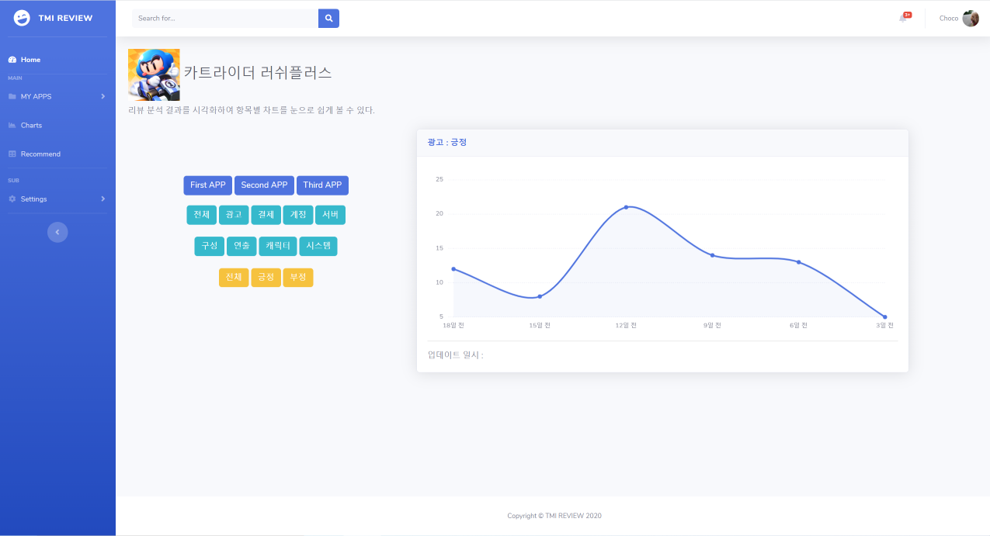 TMI REVIEW
Search for...
3+
Choco
Home
MAIN
MY APPS
Charts
Recommend
SUB
Settings
카트라이더 러쉬플러스
리뷰 분석 결과를 시각화하여 항목별 차트를 눈으로 쉽게 볼 수 있다.
First APP Second APP Third APP
전체 광고 결제 계정 서버
구성 연출 캐릭터 시스템
전체 긍정 부정
광고 : 긍정
25
20
15
10
5
18일 전 15일 전 12일 전 9일 전 6일 전 3일 전
업데이트 일시 :
Copyright © TMI REVIEW 2020